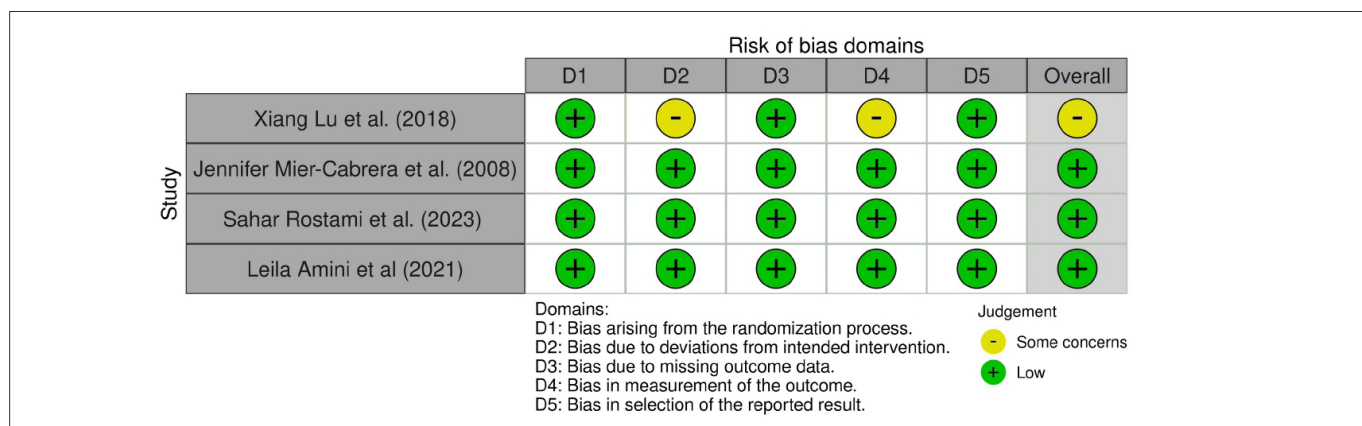 Risk of bias domains
D1 D2 D3 D4 D5 Overall
Study
Xiang Lu et al. (2018) + - + - + -
Jennifer Mier-Cabrera et al. (2008) + + + + + +
Sahar Rostami et al. (2023) + + + + + +
Leila Amini et al (2021) + + + + + +
Domains:
D1: Bias arising from the randomization process.
D2: Bias due to deviations from intended intervention.
D3: Bias due to missing outcome data.
D4: Bias in measurement of the outcome.
D5: Bias in selection of the reported result.
Judgement
- Some concerns
+ Low